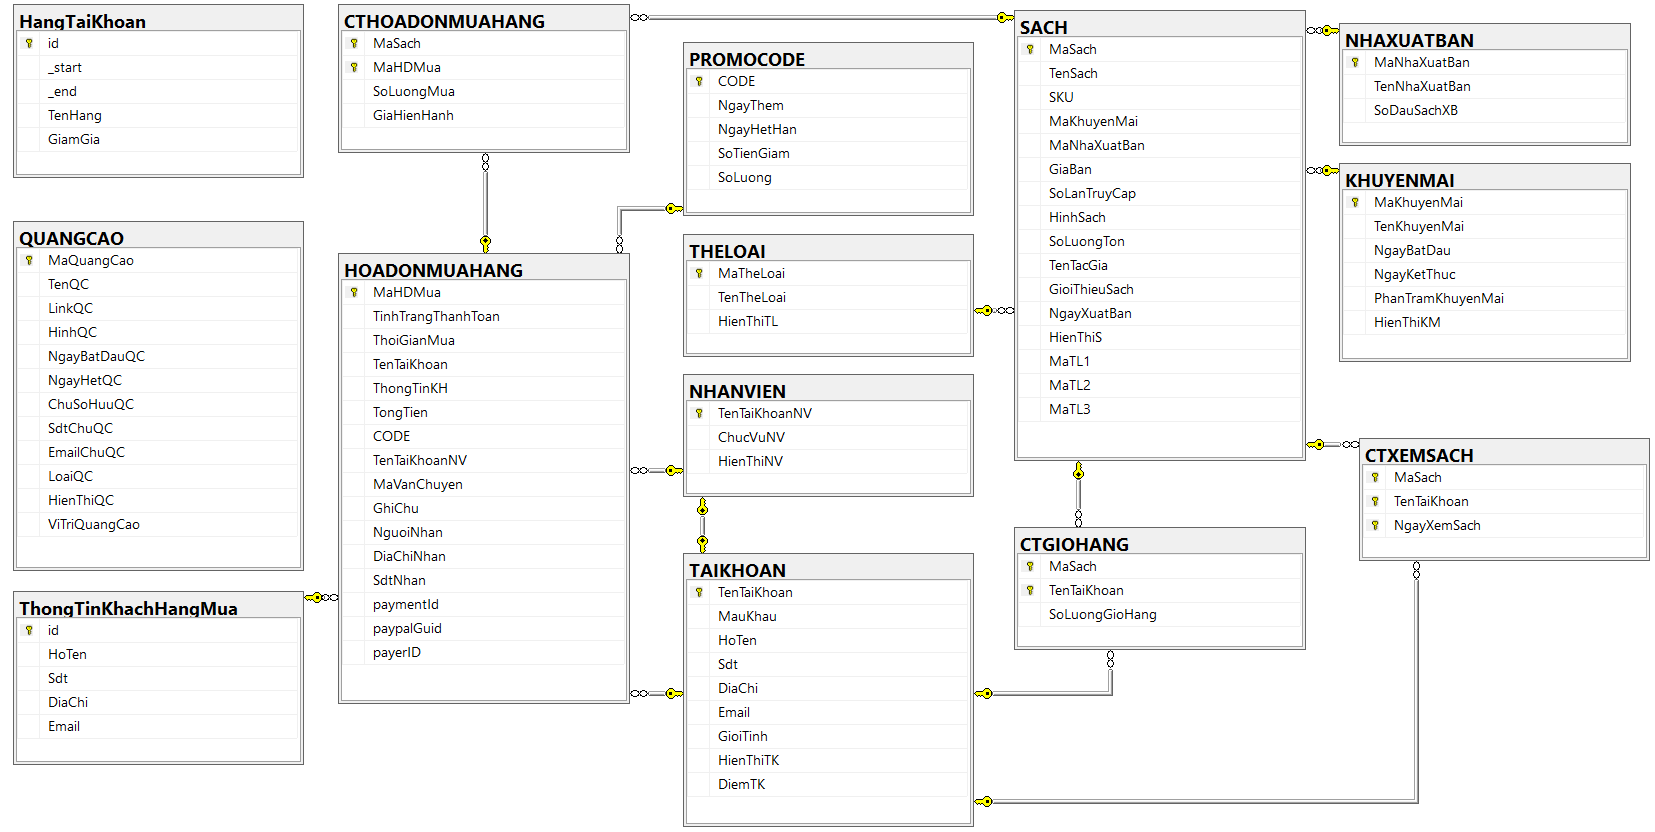 HangTaiKhoan
id
_start
_end
TenHang
GiamGia
QUANGCAO
MaQuangCao
TenQC
LinkQC
HinhQC
NgayBatDauQC
NgayHetQC
ChuSoHuuQC
SdtChuQC
EmailChuQC
LoaiQC
HienThiQC
ViTriQuangCao
ThongTinKhachHangMua
id
HoTen
Sdt
DiaChi
Email
CTHOADONMUAHANG
MaSach
MaHDMua
SoLuongMua
GiaHienHanh
HOADONMUAHANG
MaHDMua
TinhTrangThanhToan
ThoiGianMua
TenTaiKhoan
ThongTinKH
TongTien
CODE
TenTaiKhoanNV
MaVanChuyen
GhiChu
NguoiNhan
DiaChiNhan
SdtNhan
paymentId
paypalGuid
payerID
PROMOCODE
CODE
NgayThem
NgayHetHan
SoTienGiam
SoLuong
THELOAI
MaTheLoai
TenTheLoai
HienThiTL
NHANVIEN
TenTaiKhoanNV
ChucVuNV
HienThiNV
TAIKHOAN
TenTaiKhoan
MauKhau
HoTen
Sdt
DiaChi
Email
GioiTinh
HienThiTK
DiemTK
SACH
MaSach
TenSach
SKU
MaKhuyenMai
MaNhaXuatBan
GiaBan
SoLanTruyCap
HinhSach
SoLuongTon
TenTacGia
GioiThieuSach
NgayXuatBan
HienThiS
MaTL1
MaTL2
MaTL3
CTGIOHANG
MaSach
TenTaiKhoan
SoLuongGioHang
NHAXUATBAN
MaNhaXuatBan
TenNhaXuatBan
SoDauSachXB
KHUYENMAI
MaKhuyenMai
TenKhuyenMai
NgayBatDau
NgayKetThuc
PhanTramKhuyenMai
HienThiKM
CTXEMSACH
MaSach
TenTaiKhoan
NgayXemSach